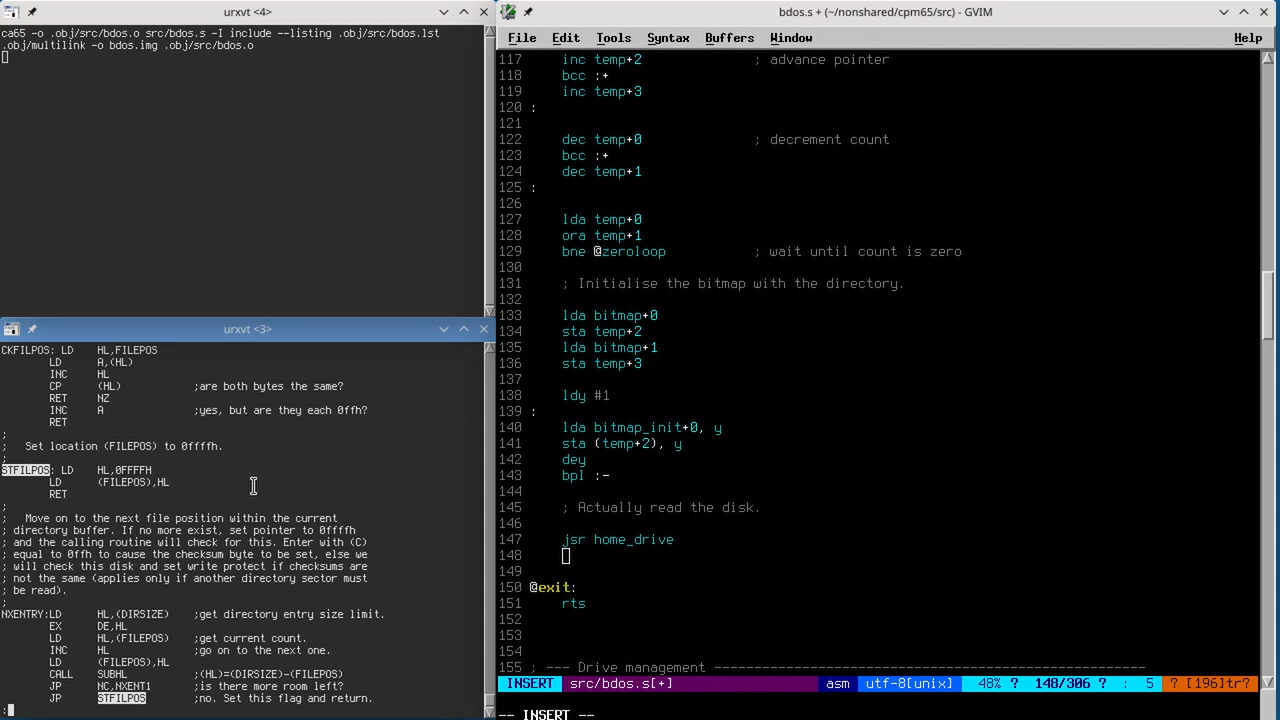 urxvt <4>
ca65 -o .obj/src/bdos.o src/bdos.s -I include --listing .obj/src/bdos.lst
.obj/multilink -o bdos.img .obj/src/bdos.o
urxvt <3>
CKFILPOS: LD HL,FILEPOS
LD A,(HL)
INC HL
CP (HL) ;are both bytes the same?
RET NZ
INC A ;yes, but are they each 0ffh?
RET
;
; Set location (FILEPOS) to 0ffffh.
;
STFILPOS: LD HL,0FFFFH
LD (FILEPOS),HL
RET
;
; Move on to the next file position within the current
; directory buffer. If no more exist, set pointer to 0ffffh
; and the calling routine will check for this. Enter with (C)
; equal to 0ffh to cause the checksum byte to be set, else we
; will check this disk and set write protect if checksums are
; not the same (applies only if another directory sector must
; be read).
;
NXENTRY:LD HL,(DIRSIZE) ;get directory entry size limit.
EX DE,HL
LD HL,(FILEPOS) ;get current count.
INC HL ;go on to the next one.
LD (FILEPOS),HL
CALL SUBHL ;(HL)=(DIRSIZE)-(FILEPOS)
JP NC,NXENT1 ;is there more room left?
JP STFILPOS ;no. Set this flag and return.
:
bdos.s + (~/nonshared/cpm65/src) - GVIM
File Edit Tools Syntax Buffers Window Help
117 inc temp+2 ; advance pointer
118 bcc :+
119 inc temp+3
120 :
121
122 dec temp+0 ; decrement count
123 bcc :+
124 dec temp+1
125 :
126
127 lda temp+0
128 ora temp+1
129 bne @zeroloop ; wait until count is zero
130
131 ; Initialise the bitmap with the directory.
132
133 lda bitmap+0
134 sta temp+2
135 lda bitmap+1
136 sta temp+3
137
138 ldy #1
139 :
140 lda bitmap_init+0, y
141 sta (temp+2), y
142 dey
143 bpl :-
144
145 ; Actually read the disk.
146
147 jsr home_drive
148
149
150 @exit:
151 rts
152
153
154
155 ; --- Drive management -------------------------------------------------------
INSERT src/bdos.s[+] asm utf-8[unix] 48% ? 148/306 ? : 5 ? [196]tr?
-- INSERT --